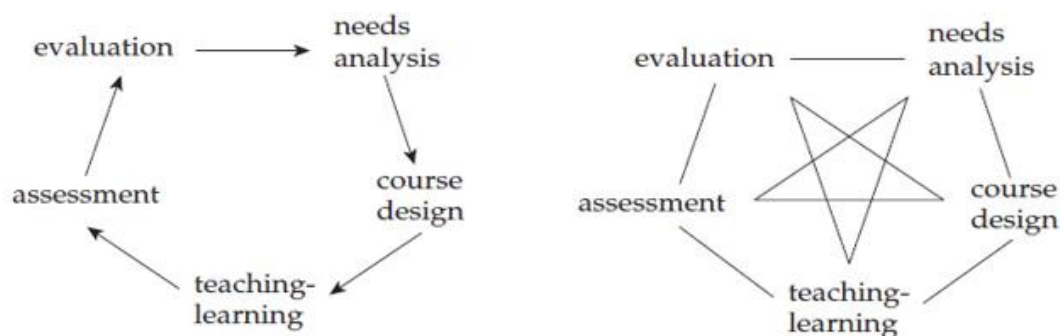 evaluation
needs
analysis
course
design
teaching-
learning
assessment
evaluation
needs
analysis
course
design
teaching-
learning
assessment